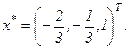 x* = (-2/3, -1/3, 1)^T.